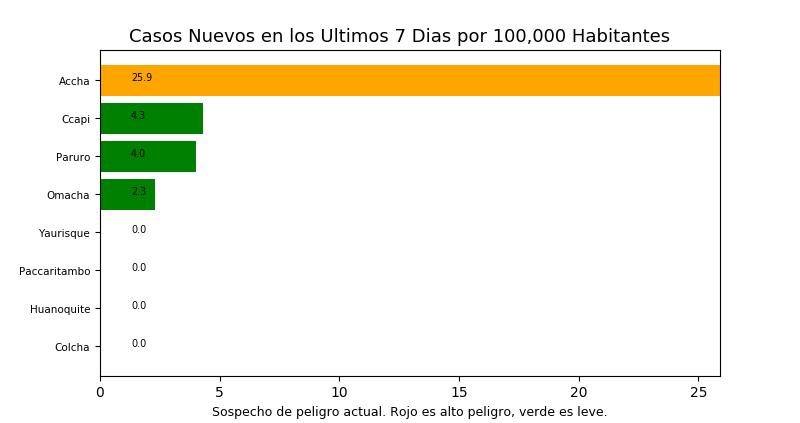 Casos Nuevos en los Ultimos 7 Dias por 100,000 Habitantes
Accha 25.9
Ccapi 4.3
Paruro 4.0
Omacha 2.3
Yaurisque 0.0
Paccaritambo 0.0
Huanoquite 0.0
Colcha 0.0
0 5 10 15 20 25
Sospecho de peligro actual. Rojo es alto peligro, verde es leve.